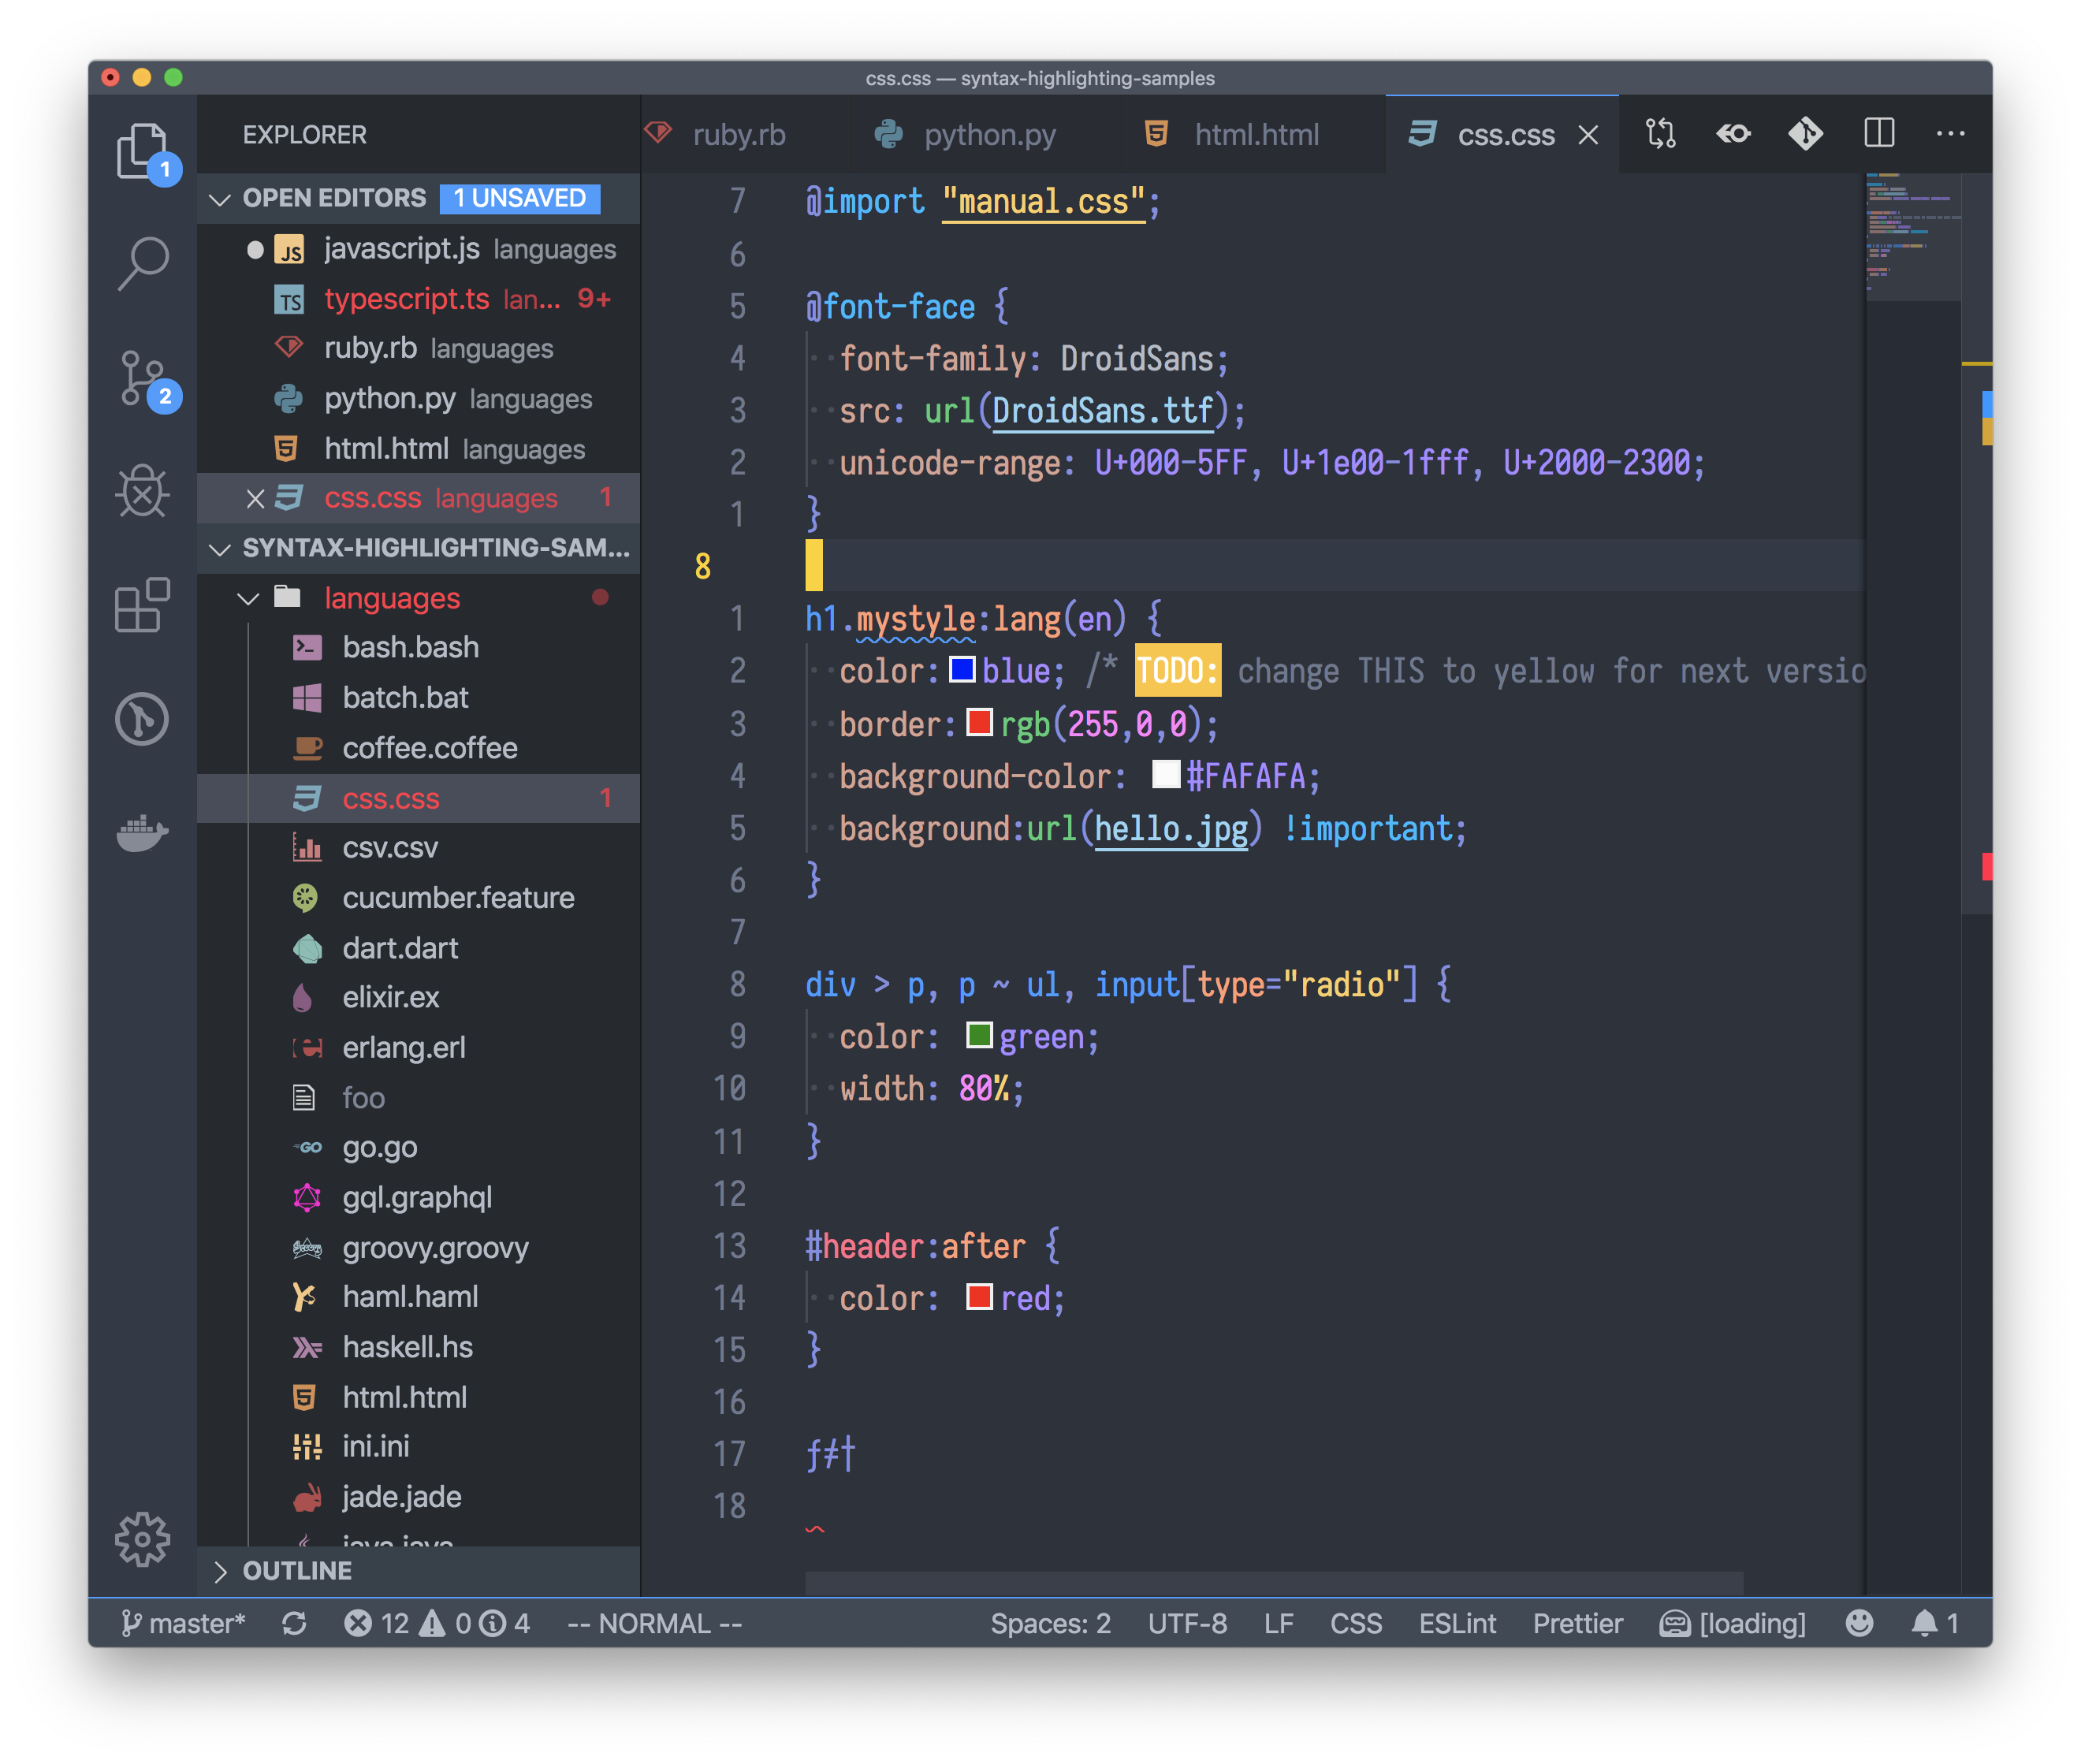 css.css — syntax-highlighting-samples
EXPLORER
OPEN EDITORS 1 UNSAVED
JS javascript.js languages
TS typescript.ts lan... 9+
ruby.rb languages
python.py languages
html.html languages
css.css languages 1
SYNTAX-HIGHLIGHTING-SAM...
languages
bash.bash
batch.bat
coffee.coffee
css.css 1
csv.csv
cucumber.feature
dart.dart
elixir.ex
erlang.erl
foo
GO go.go
gql.graphql
groovy.groovy
haml.haml
haskell.hs
html.html
ini.ini
jade.jade
java.java
OUTLINE
1
2
ruby.rb python.py html.html css.css
7 @import "manual.css";
6
5 @font-face {
4 font-family: DroidSans;
3 src: url(DroidSans.ttf);
2 unicode-range: U+000-5FF, U+1e00-1fff, U+2000-2300;
1 }
8
1 h1.mystyle:lang(en) {
2 color:blue; /* TODO: change THIS to yellow for next versio
3 border:rgb(255,0,0);
4 background-color: #FAFAFA;
5 background:url(hello.jpg) !important;
6 }
7
8 div > p, p ~ ul, input[type="radio"] {
9 color: green;
10 width: 80%;
11 }
12
13 #header:after {
14 color: red;
15 }
16
17 ƒ≠†
18
master* 12 0 4 -- NORMAL -- Spaces: 2 UTF-8 LF CSS ESLint Prettier [loading] 1